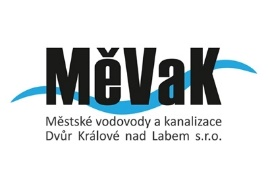 MěVaK
Městské vodovody a kanalizace
Dvůr Králové nad Labem s.r.o.